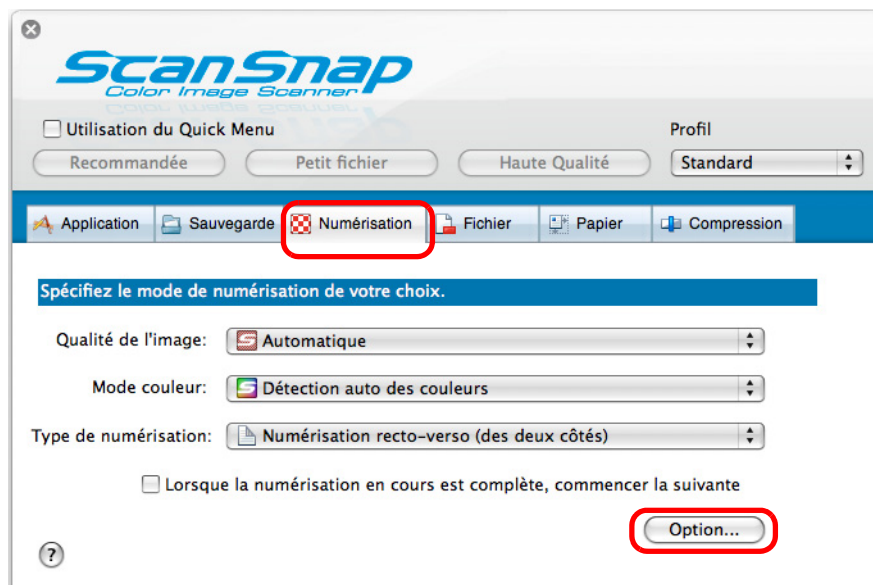 ScanSnap
Color Image Scanner
Utilisation du Quick Menu
Profil
Recommandée Petit fichier Haute Qualité Standard
Application Sauvegarde Numérisation Fichier Papier Compression
Spécifiez le mode de numérisation de votre choix.
Qualité de l'image: Automatique
Mode couleur: Détection auto des couleurs
Type de numérisation: Numérisation recto-verso (des deux côtés)
Lorsque la numérisation en cours est complète, commencer la suivante
Option...
?